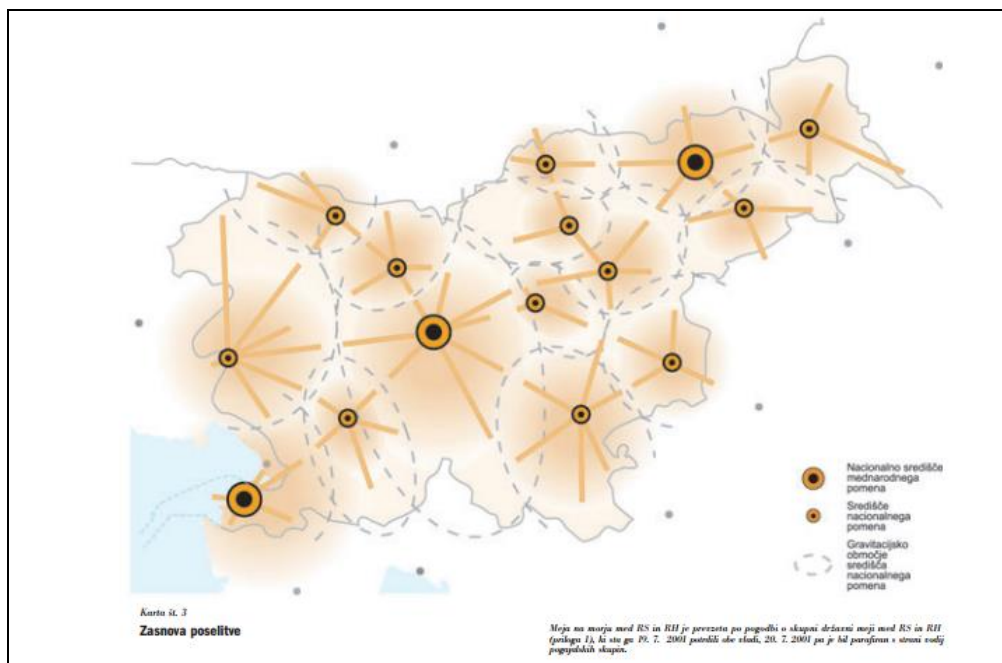 Nacionalno središče
mednarodnega
pomena
Središče
nacionalnega
pomena
Gravitacijsko
območje
središča
nacionalnega
pomena
Karta št. 3
Zasnova poselitve
Meja na morju med RS in RH je prevzeta po pogodbi o skupni državni meji med RS in RH
(priloga 1), ki sta ga 19. 7. 2001 potrdili obe vladi, 20. 7. 2001 pa je bil parafiran s strani vodij
pogajalskih skupin.